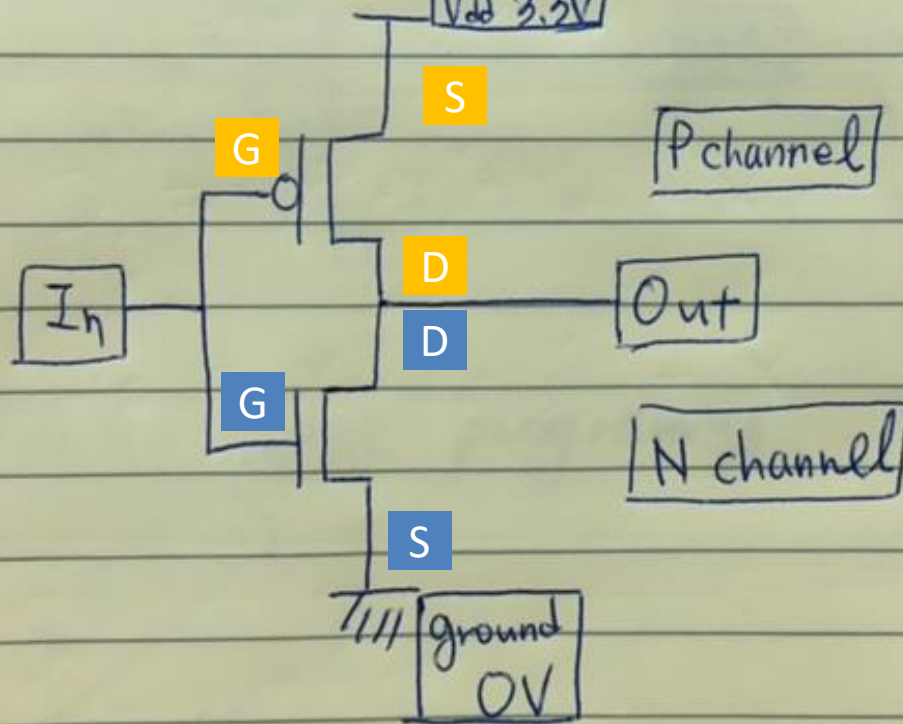 Vdd 3.3V
S
G
P channel
D
In
Out
D
G
N channel
S
ground
0V